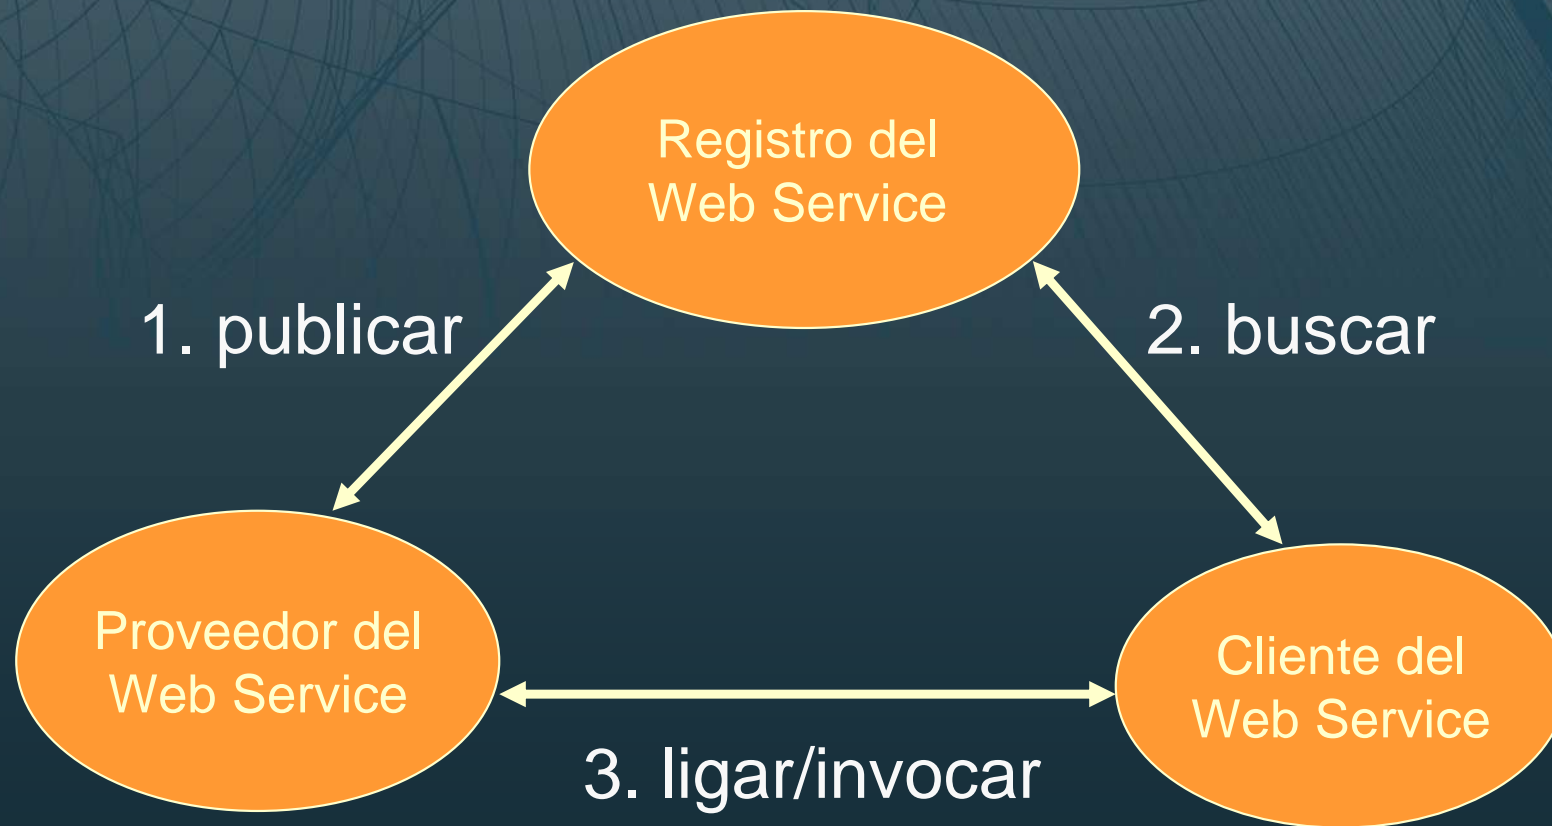 Registro del
Web Service
1. publicar
2. buscar
Proveedor del
Web Service
Cliente del
Web Service
3. ligar/invocar